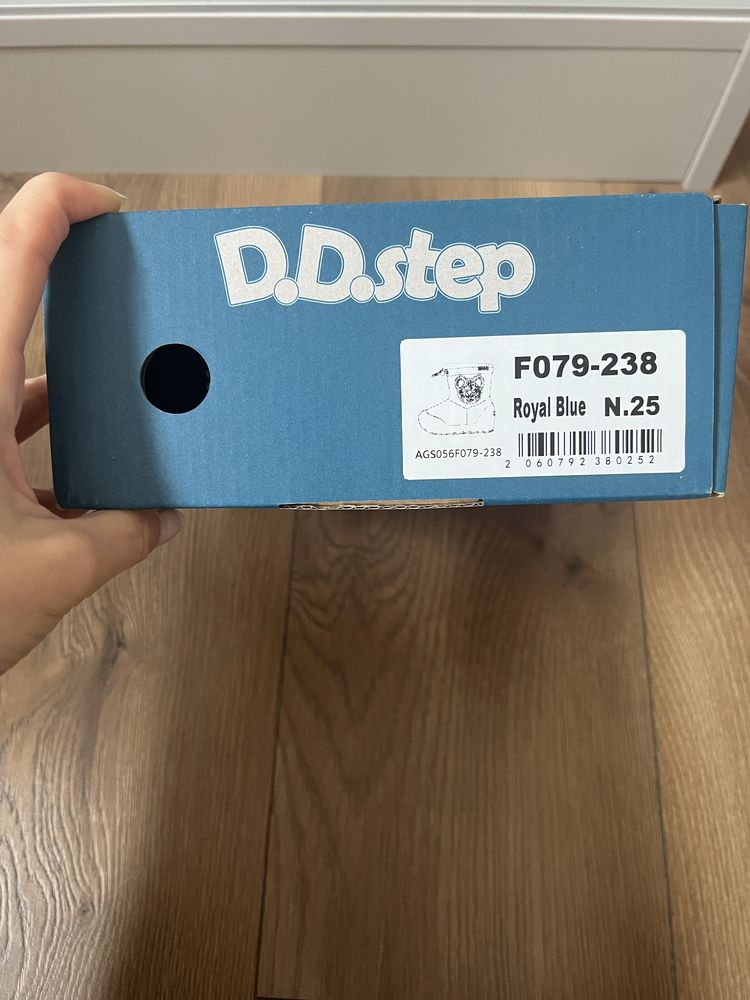 D.D.step
F079-238
Royal Blue N.25
AGS056F079-238
2 060792 380252